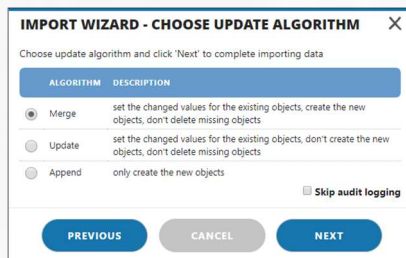 IMPORT WIZARD - CHOOSE UPDATE ALGORITHM
Choose update algorithm and click 'Next' to complete importing data
ALGORITHM DESCRIPTION
Merge set the changed values for the existing objects, create the new
objects, don't delete missing objects
Update set the changed values for the existing objects, don't create the new
objects, don't delete missing objects
Append only create the new objects
Skip audit logging
PREVIOUS CANCEL NEXT